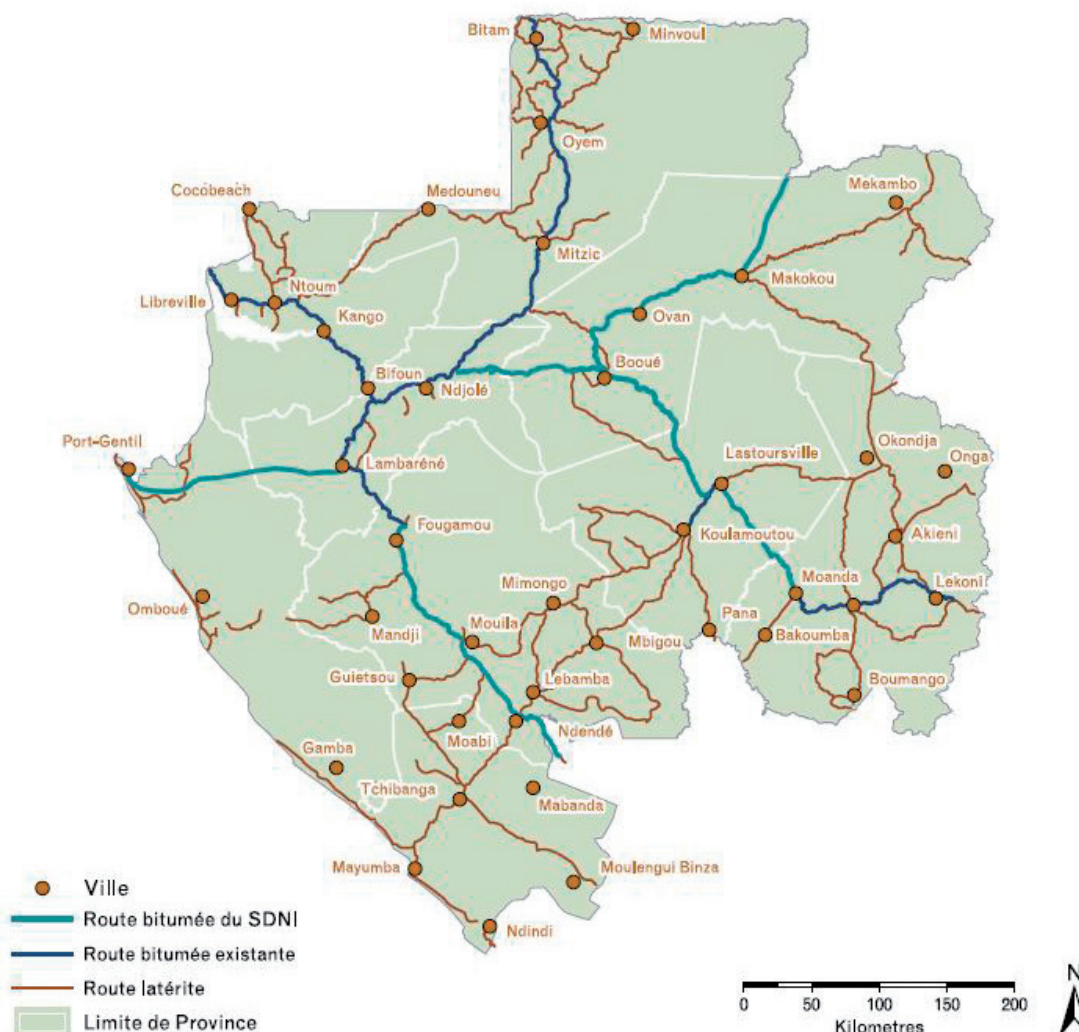 Bitam
Minvoul
Oyem
Cocobeach
Medouneu
Mekambo
Mitzic
Makokou
Libreville
Ntoum
Ovan
Kango
Booué
Bifoun
Ndjolé
Port-Gentil
Lambaréné
Lastoursville
Okondja
Onga
Fougamou
Koulamoutou
Akieni
Mimongo
Moanda
Lekoni
Omboué
Mandji
Mouila
Mbigou
Pana
Bakoumba
Guietsou
Lebamba
Boumango
Moabi
Ndendé
Gamba
Tchibanga
Mabanda
Mayumba
Moulengui Binza
Ndindi
Ville
Route bitumée du SDNI
Route bitumée existante
Route latérite
Limite de Province
0 50 100 150 200
Kilometres
N